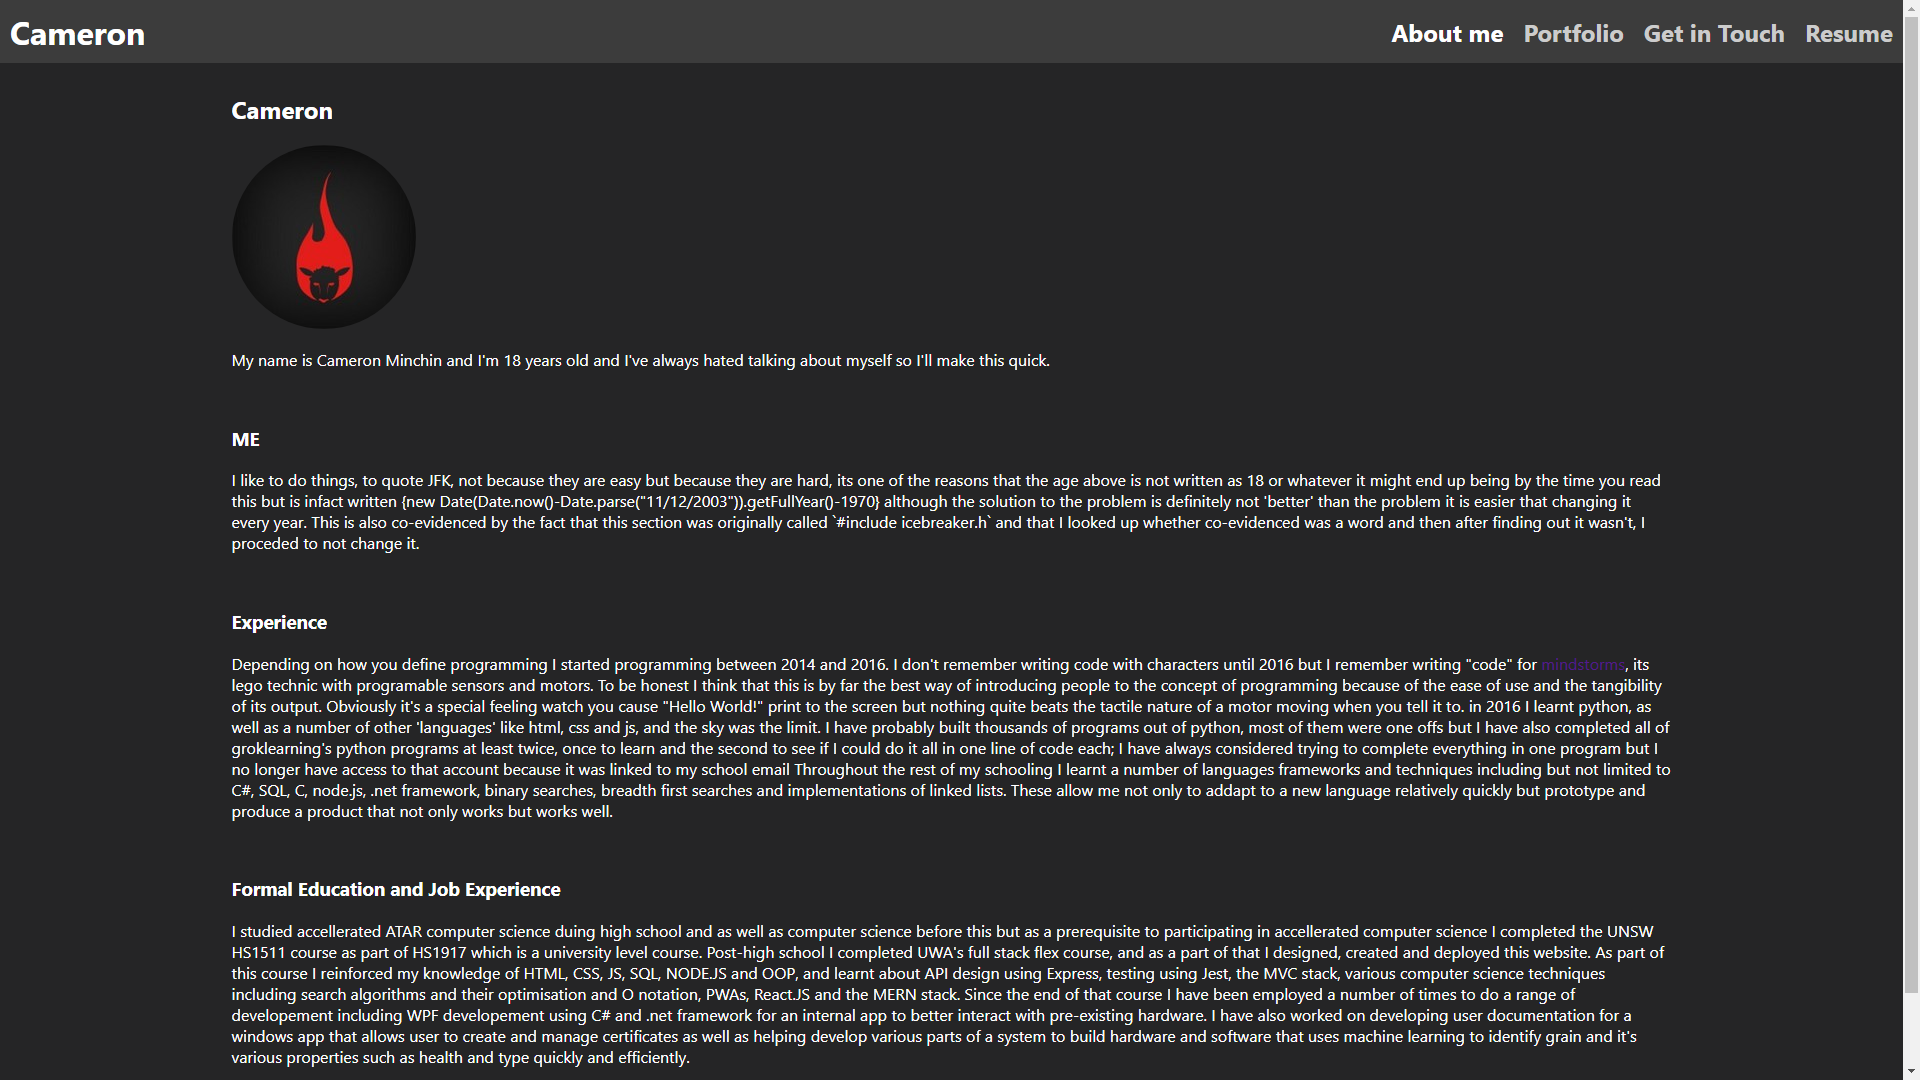 Cameron
About me Portfolio Get in Touch Resume
Cameron
My name is Cameron Minchin and I'm 18 years old and I've always hated talking about myself so I'll make this quick.
ME
I like to do things, to quote JFK, not because they are easy but because they are hard, its one of the reasons that the age above is not written as 18 or whatever it might end up being by the time you read
this but is infact written {new Date(Date.now()-Date.parse("11/12/2003")).getFullYear()-1970} although the solution to the problem is definitely not 'better' than the problem it is easier that changing it
every year. This is also co-evidenced by the fact that this section was originally called `#include icebreaker.h` and that I looked up whether co-evidenced was a word and then after finding out it wasn't, I
proceded to not change it.
Experience
Depending on how you define programming I started programming between 2014 and 2016. I don't remember writing code with characters until 2016 but I remember writing "code" for mindstorms, its
lego technic with programable sensors and motors. To be honest I think that this is by far the best way of introducing people to the concept of programming because of the ease of use and the tangibility
of its output. Obviously it's a special feeling watch you cause "Hello World!" print to the screen but nothing quite beats the tactile nature of a motor moving when you tell it to. in 2016 I learnt python, as
well as a number of other 'languages' like html, css and js, and the sky was the limit. I have probably built thousands of programs out of python, most of them were one offs but I have also completed all of
groklearning's python programs at least twice, once to learn and the second to see if I could do it all in one line of code each; I have always considered trying to complete everything in one program but I
no longer have access to that account because it was linked to my school email Throughout the rest of my schooling I learnt a number of languages frameworks and techniques including but not limited to
C#, SQL, C, node.js, .net framework, binary searches, breadth first searches and implementations of linked lists. These allow me not only to addapt to a new language relatively quickly but prototype and
produce a product that not only works but works well.
Formal Education and Job Experience
I studied accellerated ATAR computer science duing high school and as well as computer science before this but as a prerequisite to participating in accellerated computer science I completed the UNSW
HS1511 course as part of HS1917 which is a university level course. Post-high school I completed UWA's full stack flex course, and as a part of that I designed, created and deployed this website. As part of
this course I reinforced my knowledge of HTML, CSS, JS, SQL, NODEJS and OOP, and learnt about API design using Express, testing using Jest, the MVC stack, various computer science techniques
including search algorithms and their optimisation and O notation, PWAs, React.JS and the MERN stack. Since the end of that course I have been employed a number of times to do a range of
developement including WPF developement using C# and .net framework for an internal app to better interact with pre-existing hardware. I have also worked on developing user documentation for a
windows app that allows user to create and manage certificates as well as helping develop various parts of a system to build hardware and software that uses machine learning to identify grain and it's
various properties such as health and type quickly and efficiently.